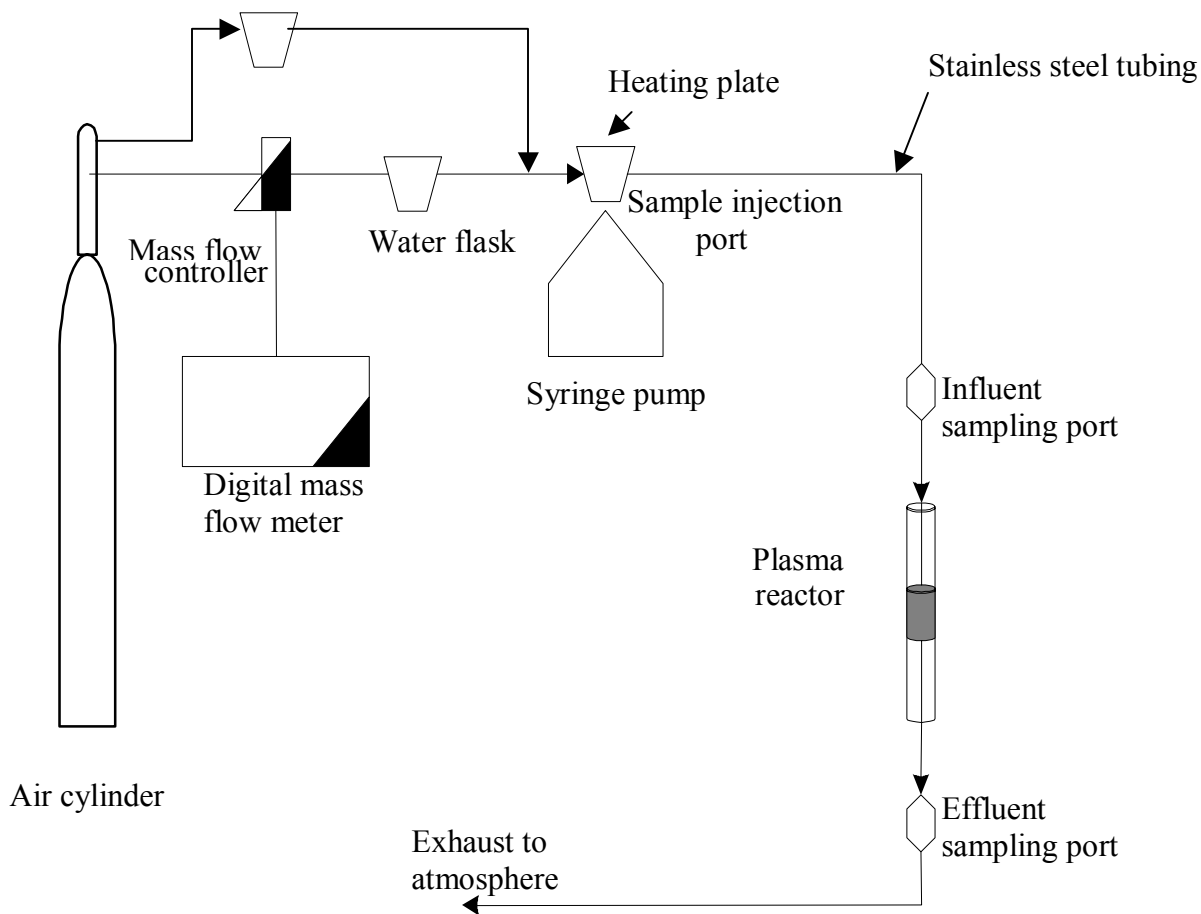 Heating plate
Stainless steel tubing
Sample injection
port
Water flask
Mass flow
controller
Syringe pump
Influent
sampling port
Digital mass
flow meter
Plasma
reactor
Air cylinder
Effluent
sampling port
Exhaust to
atmosphere